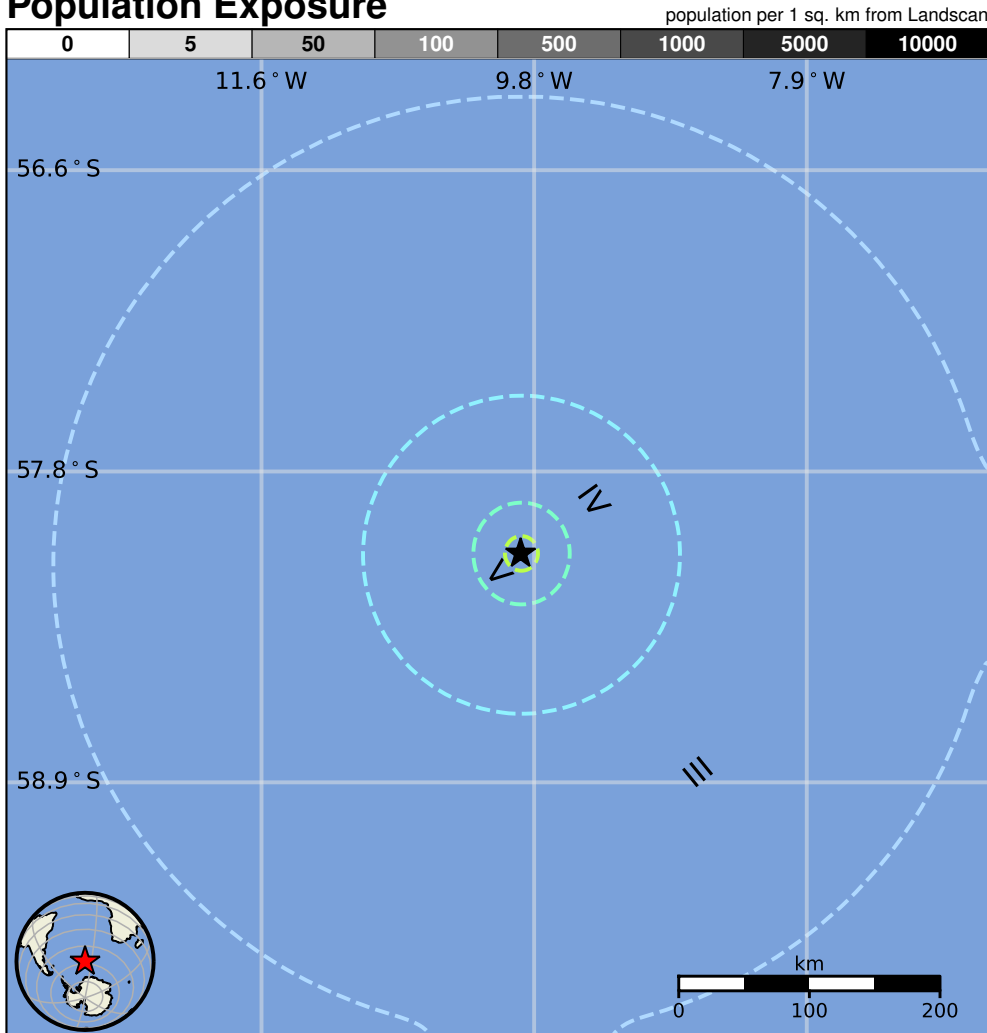 Population Exposure
population per 1 sq. km from Landscan
0 5 50 100 500 1000 5000 10000
11.6°W 9.8°W 7.9°W
56.6°S
57.8°S
IV
V
III
58.9°S
km
0 100 200